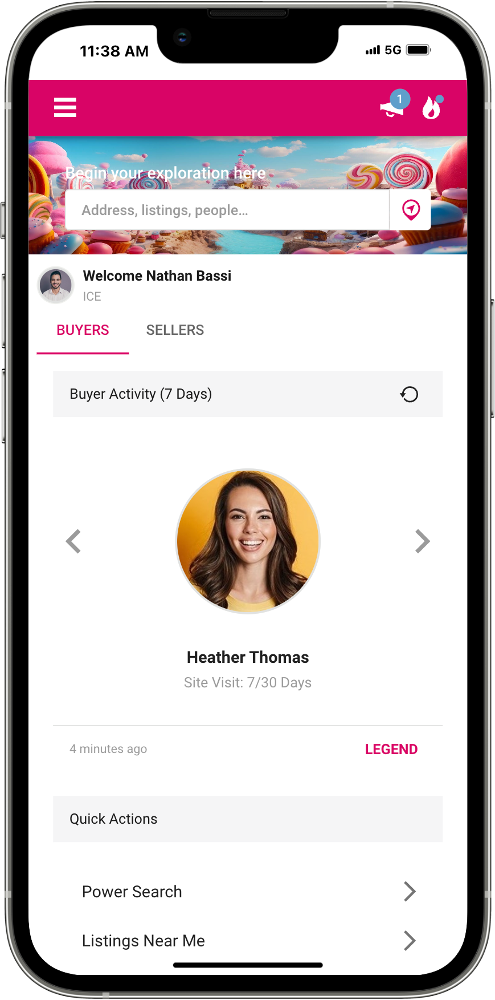 11:38 AM
5G
1
Begin your exploration here
Address, listings, people...
Welcome Nathan Bassi
ICE
BUYERS
SELLERS
Buyer Activity (7 Days)
Heather Thomas
Site Visit: 7/30 Days
4 minutes ago
LEGEND
Quick Actions
Power Search
Listings Near Me